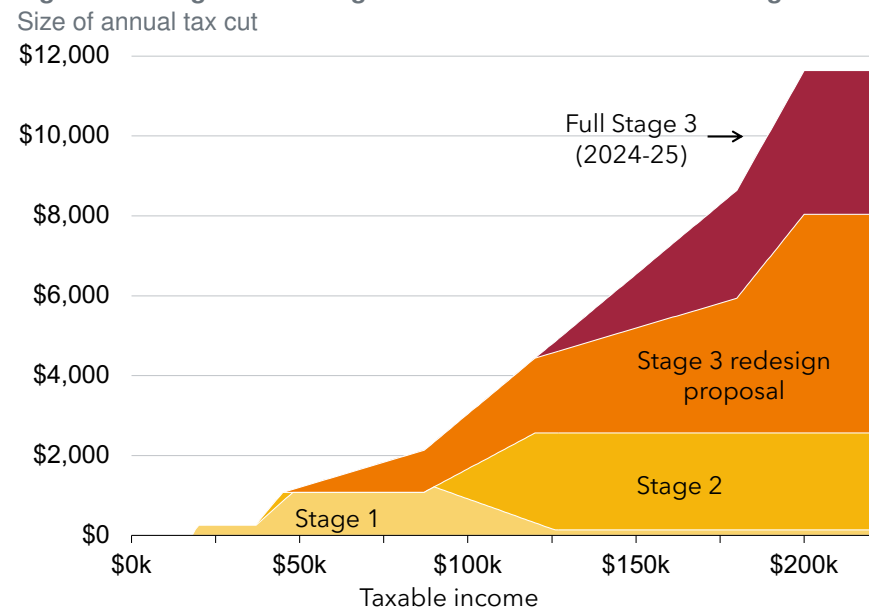 Size of annual tax cut
$12,000
$10,000
$8,000
$6,000
$4,000
$2,000
$0
Full Stage 3
(2024-25)
Stage 3 redesign
proposal
Stage 2
Stage 1
$0k
$50k
$100k
$150k
$200k
Taxable income